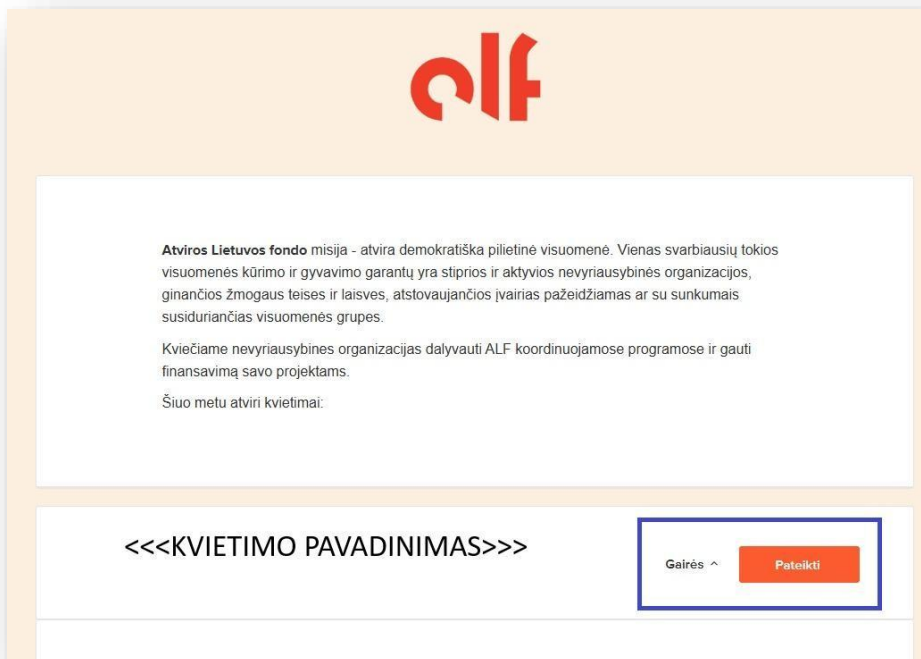 alf
Atviros Lietuvos fondo misija - atvira demokratiška pilietinė visuomenė. Vienas svarbiausių tokios
visuomenės kūrimo ir gyvavimo garantų yra stiprios ir aktyvios nevyriausybinės organizacijos,
ginančios žmogaus teises ir laisves, atstovaujančios įvairias pažeidžiamas ar su sunkumais
susiduriančias visuomenės grupes.
Kviečiame nevyriausybines organizacijas dalyvauti ALF koordinuojamose programose ir gauti
finansavimą savo projektams.
Šiuo metu atviri kvietimai:
<<<KVIETIMO PAVADINIMAS>>>
Gairės ^ Pateikti